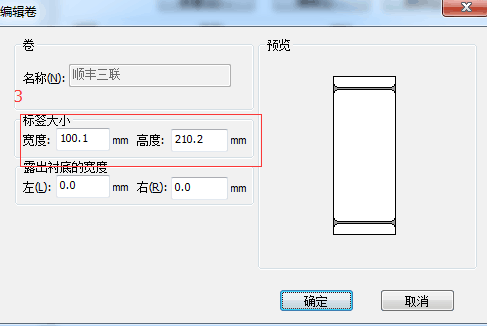 编辑卷
卷
名称(N): 顺丰三联
3
标签大小
宽度: 100.1 mm 高度: 210.2 mm
露出衬底的宽度
左(L): 0.0 mm 右(R): 0.0 mm
预览
确定 取消